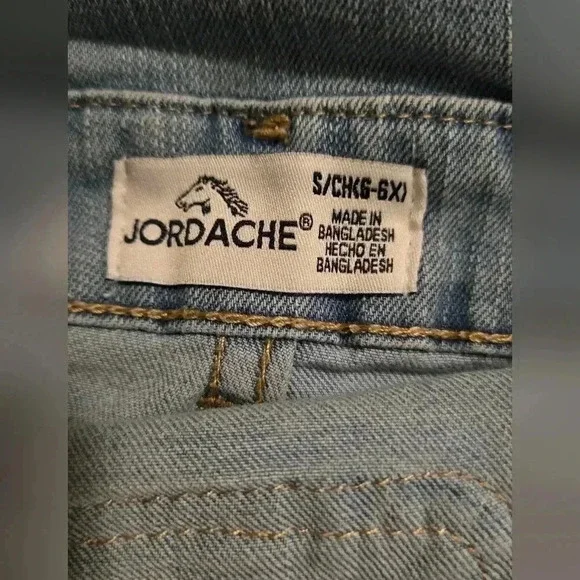 JORDACHE®
S/CH(6-6X)
MADE IN
BANGLADESH
HECHO EN
BANGLADESH